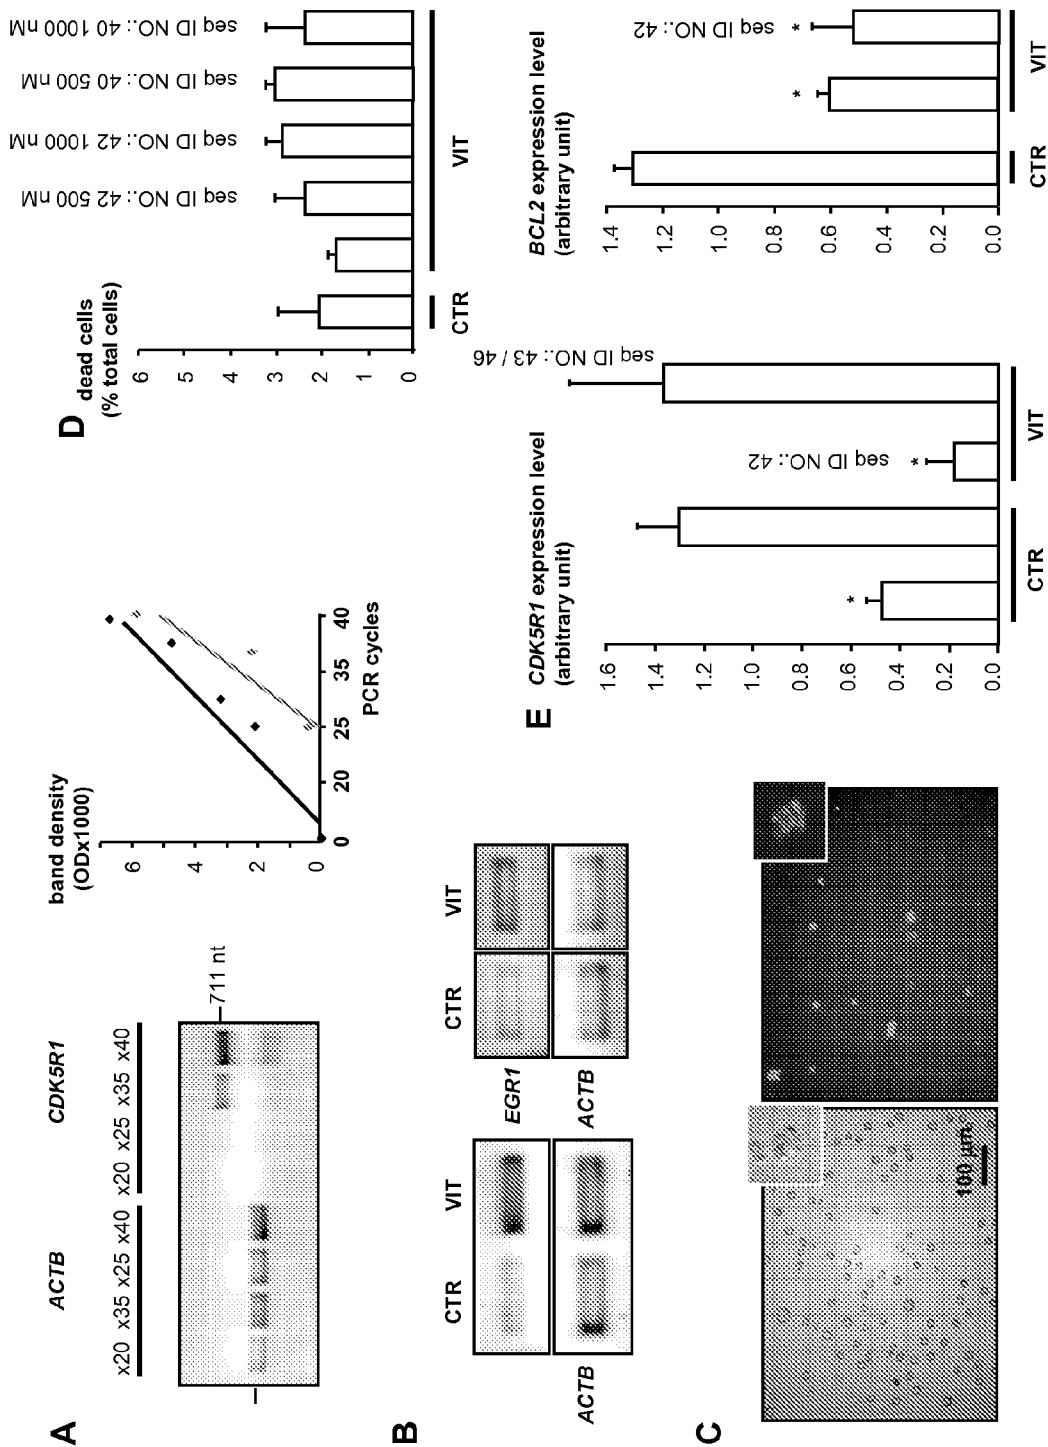 A
ACTB
CDK5R1
x20 x35 x25 x40
x20 x25 x35 x40
711 nt
band density
(ODx1000)
6
4
2
0
0
20
25
35
40
PCR cycles
B
CTR
VIT
ACTB
CTR
VIT
EGR1
ACTB
C
100 µm
D
dead cells
(% total cells)
6
5
4
3
2
1
0
seq ID NO.: 42 500 nM
seq ID NO.: 42 1000 nM
seq ID NO.: 40 500 nM
seq ID NO.: 40 1000 nM
CTR
VIT
E
CDK5R1 expression level
(arbitrary unit)
1.6
1.4
1.2
1.0
0.8
0.6
0.4
0.2
0.0
*
*
seq ID NO.: 42
seq ID NO.: 43 / 46
CTR
VIT
BCL2 expression level
(arbitrary unit)
1.4
1.2
1.0
0.8
0.6
0.4
0.2
0.0
*
*
seq ID NO.: 42
CTR
VIT